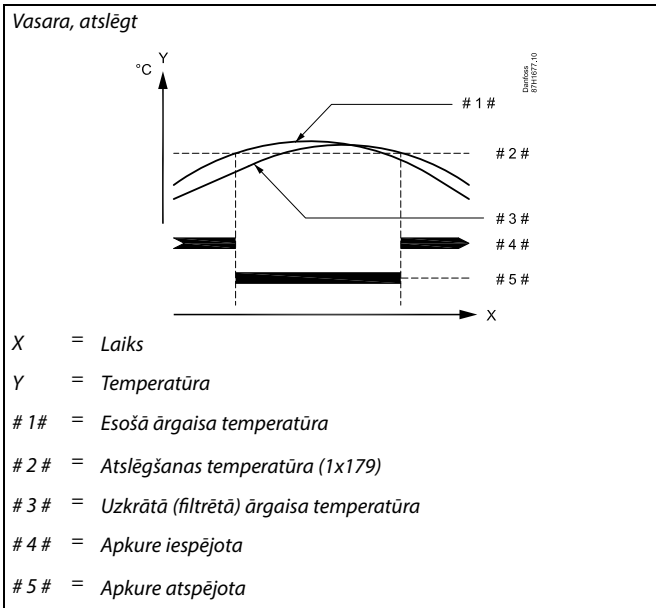 Vasara, atslēgt
Y
°C
Danfoss
87H1677.10
# 1 #
# 2 #
# 3 #
# 4 #
# 5 #
X
X = Laiks
Y = Temperatūra
# 1# = Esošā ārgaisa temperatūra
# 2 # = Atslēgšanas temperatūra (1x179)
# 3 # = Uzkrātā (filtrētā) ārgaisa temperatūra
# 4 # = Apkure iespējota
# 5 # = Apkure atspējota